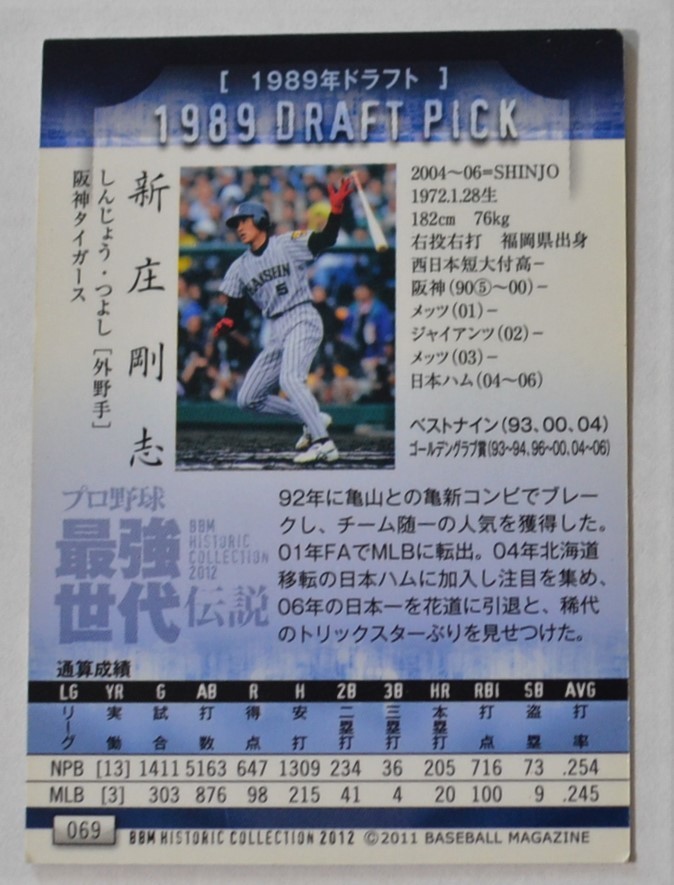 [ 1989年ドラフト ]
1989 DRAFT PICK
新庄剛志
しんじょう・つよし［外野手］
阪神タイガース
HANSHIN
5
2004〜06=SHINJO
1972.1.28生
182cm 76kg
右投右打 福岡県出身
西日本短大付高−
阪神(90⑤〜00)−
メッツ(01)−
ジャイアンツ(02)−
メッツ(03)−
日本ハム(04〜06)
ベストナイン(93、00、04)
ゴールデングラブ賞(93〜94、96〜00、04〜06)
プロ野球
最強
世代
伝説
BBM
HISTORIC
COLLECTION
2012
92年に亀山との亀新コンビでブレー
クし、チーム随一の人気を獲得した。
01年FAでMLBに転出。04年北海道
移転の日本ハムに加入し注目を集め、
06年の日本一を花道に引退と、稀代
のトリックスターぶりを見せつけた。
通算成績
LG YR G AB R H 2B 3B HR RBI SB AVG
リーグ 実働 試合 打数 得点 安打 二塁打 三塁打 本塁打 打点 盗塁 打率
NPB [13] 1411 5163 647 1309 234 36 205 716 73 .254
MLB [3] 303 876 98 215 41 4 20 100 9 .245
069 BBM HISTORIC COLLECTION 2012 ©2011 BASEBALL MAGAZINE